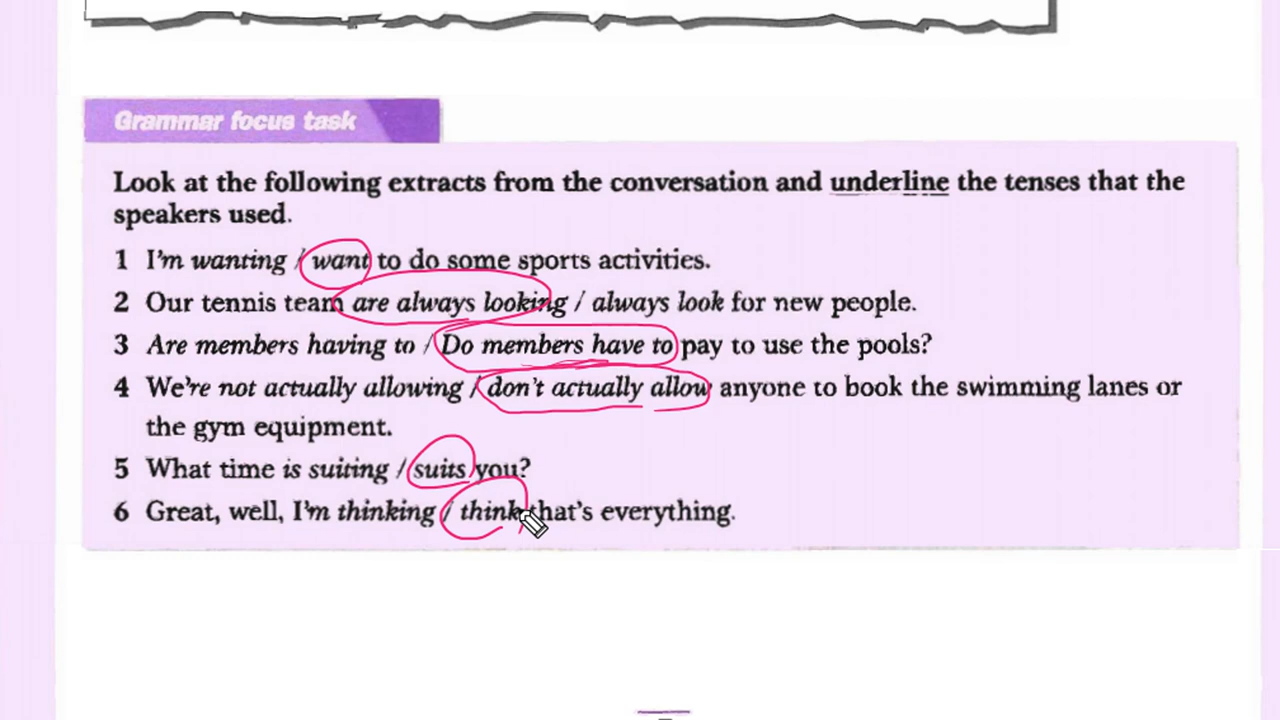 Grammar focus task
Look at the following extracts from the conversation and underline the tenses that the
speakers used.
1 I'm wanting / want to do some sports activities.
2 Our tennis team are always looking / always look for new people.
3 Are members having to / Do members have to pay to use the pools?
4 We're not actually allowing / don't actually allow anyone to book the swimming lanes or
the gym equipment.
5 What time is suiting / suits you?
6 Great, well, I'm thinking / think that's everything.